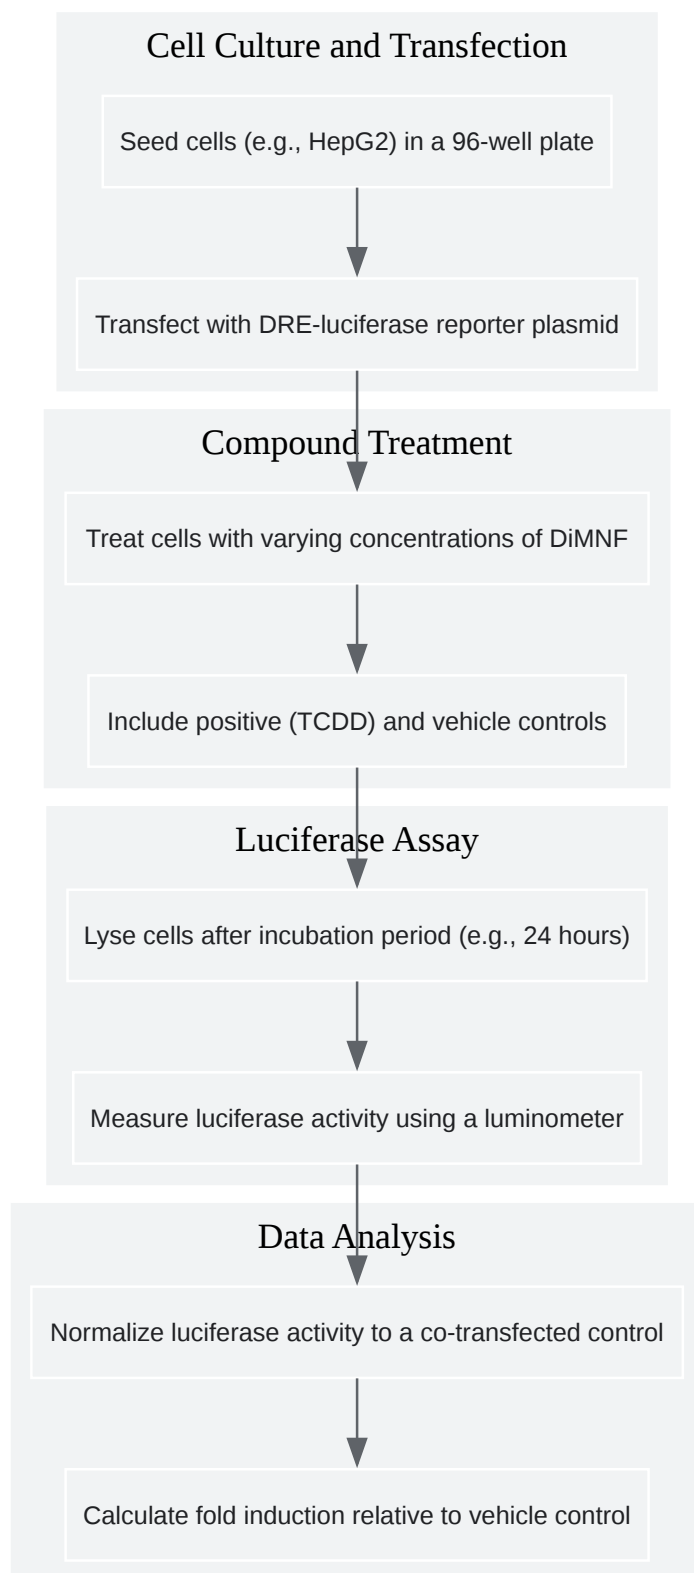 Cell Culture and Transfection
Seed cells (e.g., HepG2) in a 96-well plate
Transfect with DRE-luciferase reporter plasmid
Compound Treatment
Treat cells with varying concentrations of DiMNF
Include positive (TCDD) and vehicle controls
Luciferase Assay
Lyse cells after incubation period (e.g., 24 hours)
Measure luciferase activity using a luminometer
Data Analysis
Normalize luciferase activity to a co-transfected control
Calculate fold induction relative to vehicle control